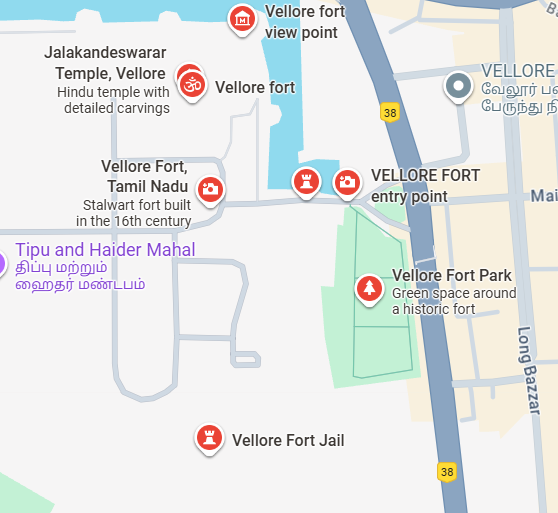 Vellore fort
view point
Jalakandeswarar
Temple, Vellore
Hindu temple with
detailed carvings
Vellore fort
38
VELLORE
வேலூர்
Vellore Fort,
Tamil Nadu
Stalwart fort built
in the 16th century
VELLORE FORT
entry point
Mai
Tipu and Haider Mahal
திப்பு மற்றும்
ஹைதர் மண்டபம்
Vellore Fort Park
Green space around
a historic fort
Long Bazzar
Vellore Fort Jail
38